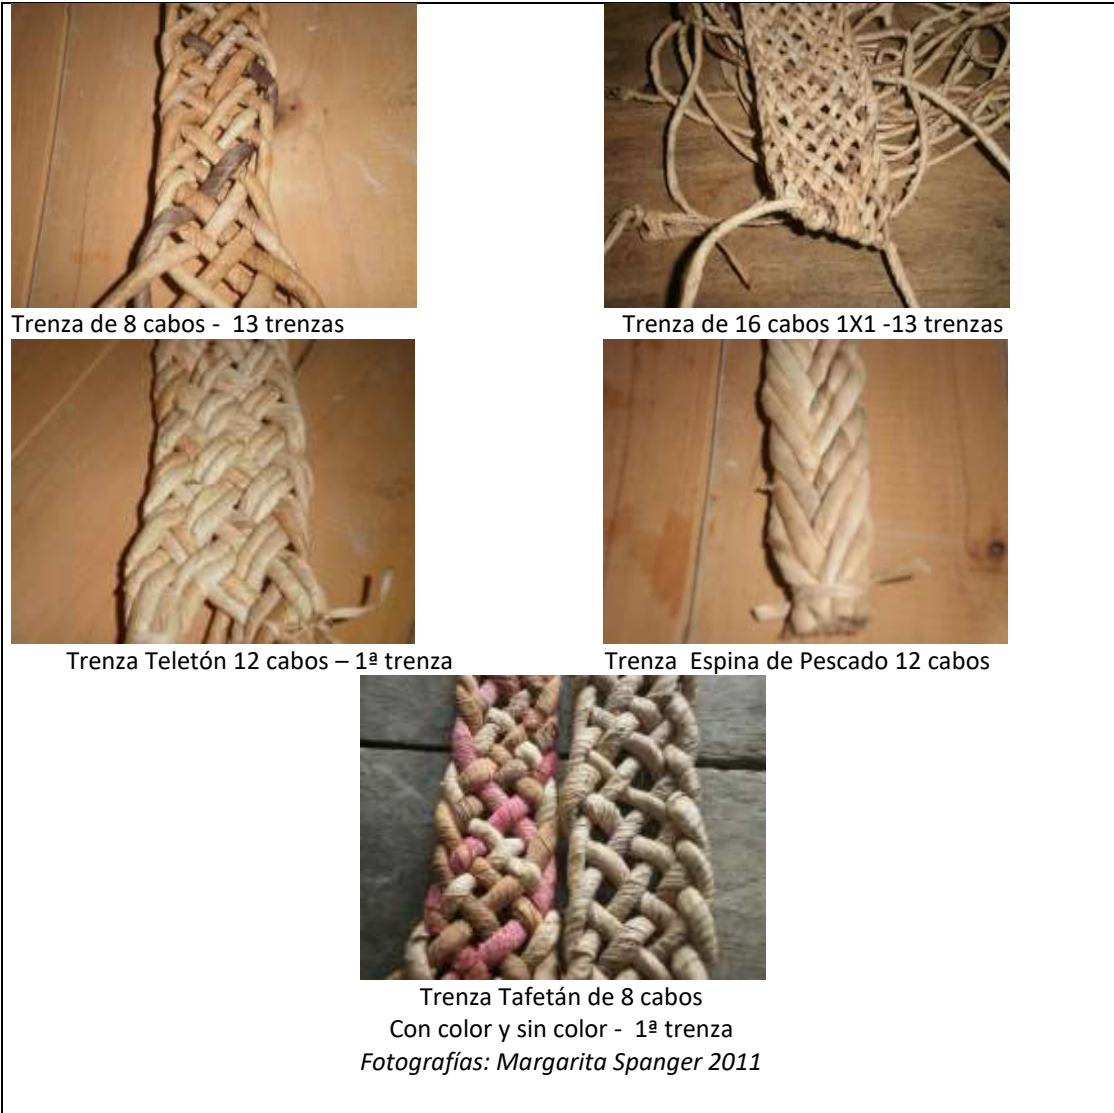 Trenza de 8 cabos - 13 trenzas
Trenza de 16 cabos 1X1 -13 trenzas
Trenza Teletón 12 cabos – 1ª trenza
Trenza Espina de Pescado 12 cabos
Trenza Tafetán de 8 cabos
Con color y sin color - 1ª trenza
Fotografías: Margarita Spanger 2011